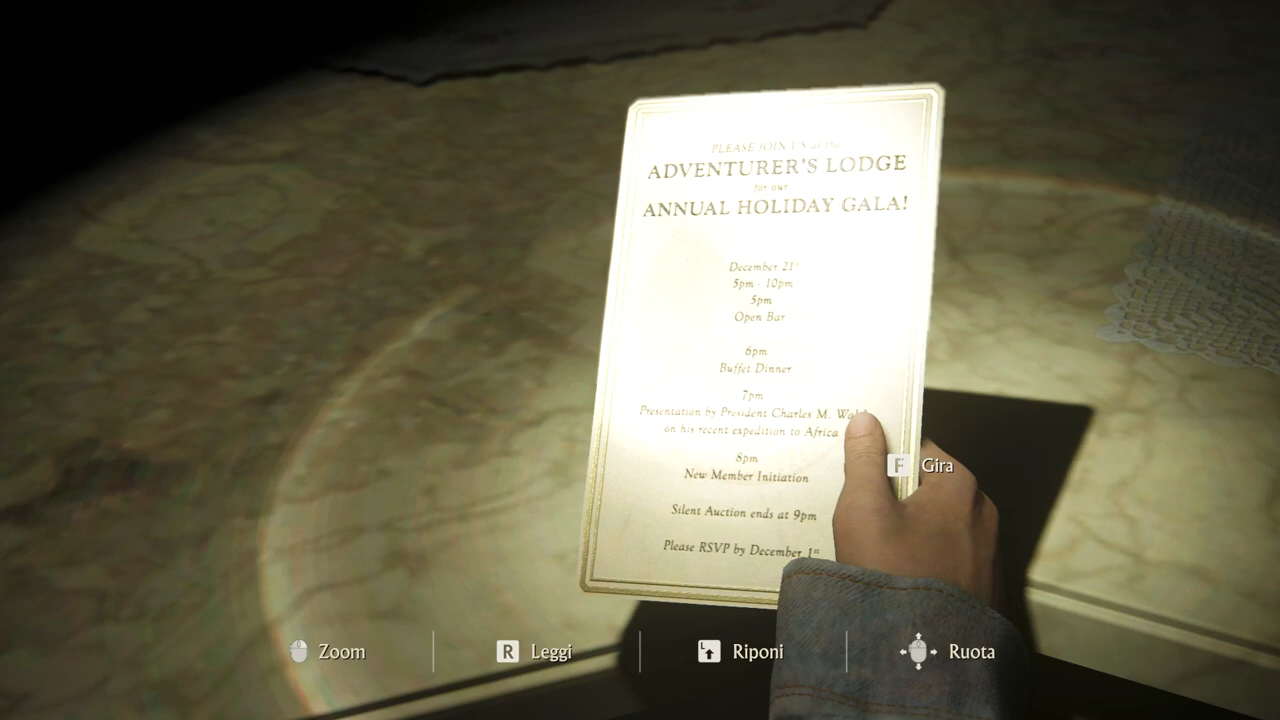 PLEASE JOIN US at the
ADVENTURER'S LODGE
for our
ANNUAL HOLIDAY GALA!
December 21st
5pm - 10pm
5pm
Open Bar
6pm
Buffet Dinner
7pm
Presentation by President Charles M.
on his recent expedition to Africa
8pm
New Member Initiation
Silent Auction ends at 9pm
Please RSVP by December 1st
F Gira
Zoom
R Leggi
L Riponi
Ruota